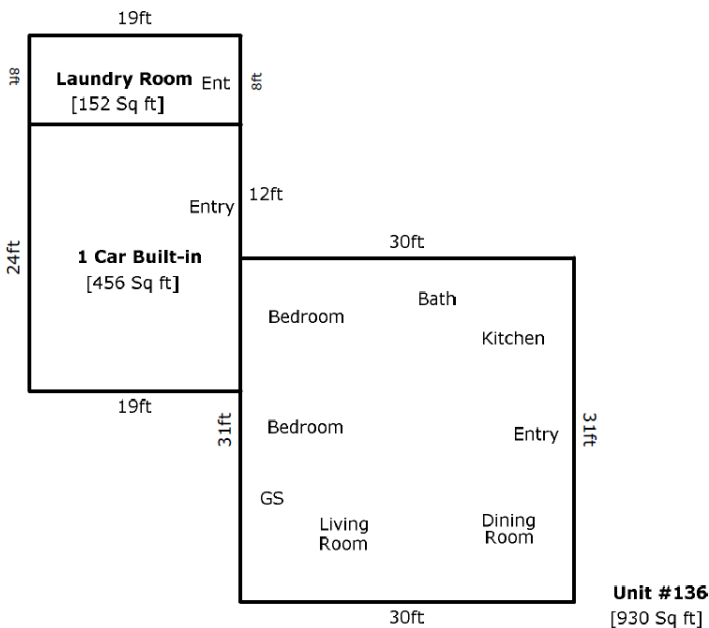 19ft
8ft
Laundry Room Ent
8ft
[152 Sq ft]
12ft
Entry
24ft
1 Car Built-in
[456 Sq ft]
30ft
Bath
Bedroom
Kitchen
19ft
31ft
Bedroom
Entry
31ft
GS
Living
Room
Dining
Room
30ft
Unit #136
[930 Sq ft]